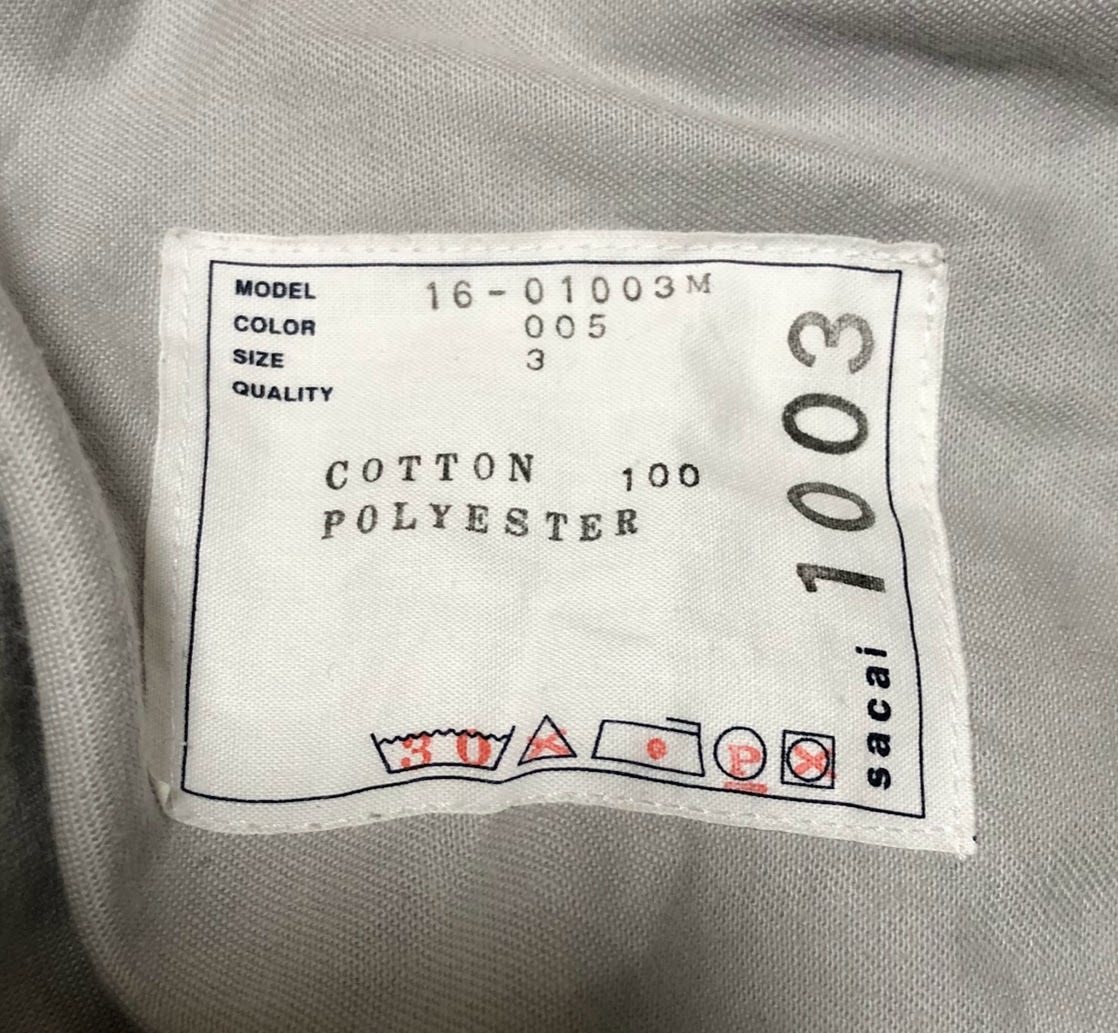 MODEL 16-01003M
COLOR 005
SIZE 3
QUALITY
COTTON 100
POLYESTER
30
P
sacai 1003